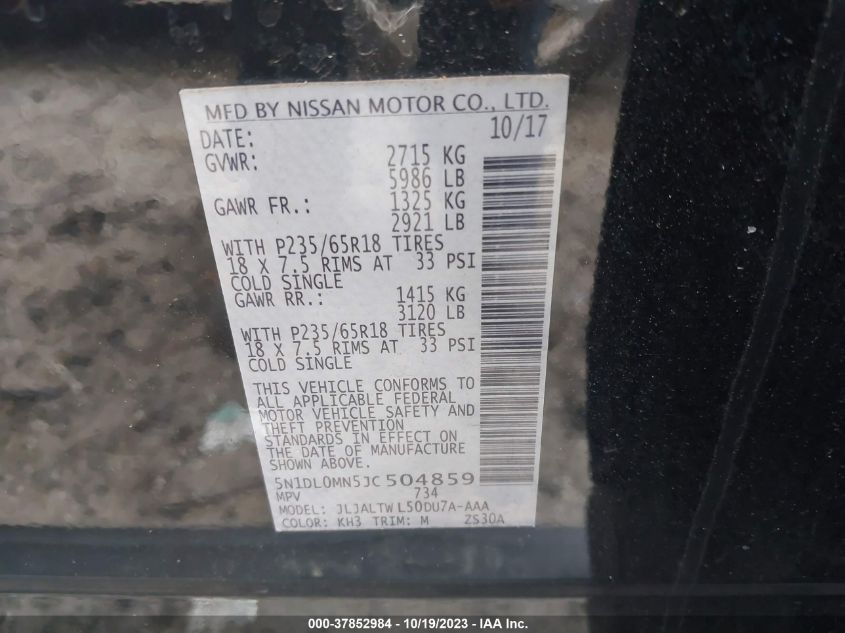 MFD BY NISSAN MOTOR CO., LTD.
DATE: 10/17
GVWR: 2715 KG
5986 LB
GAWR FR.: 1325 KG
2921 LB
WITH P235/65R18 TIRES
18 X 7.5 RIMS AT 33 PSI
COLD SINGLE
GAWR RR.: 1415 KG
3120 LB
WITH P235/65R18 TIRES
18 X 7.5 RIMS AT 33 PSI
COLD SINGLE
THIS VEHICLE CONFORMS TO
ALL APPLICABLE FEDERAL
MOTOR VEHICLE SAFETY AND
THEFT PREVENTION
STANDARDS IN EFFECT ON
THE DATE OF MANUFACTURE
SHOWN ABOVE.
5N1DL0MN5JC504859
MPV 734
MODEL: JLJALTWL50DU7A-AAA
COLOR: KH3 TRIM: M ZS30A
000-37852984 - 10/19/2023 - IAA Inc.